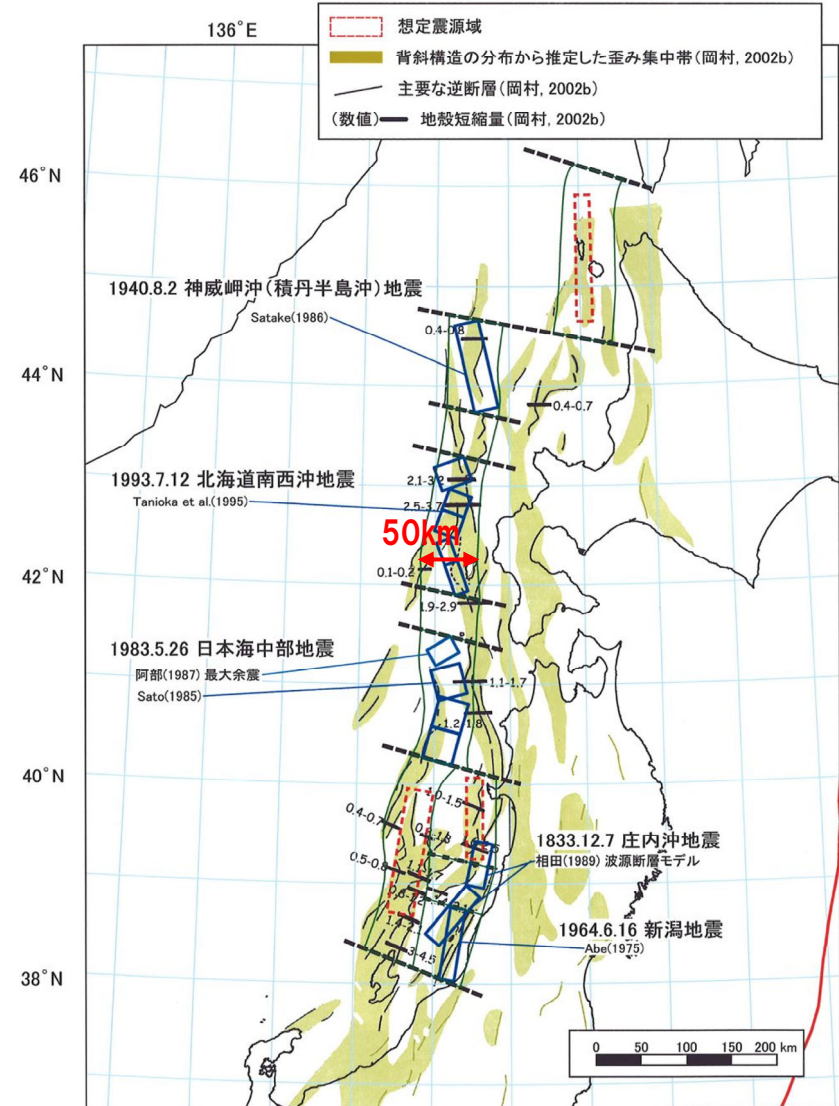 136°E
想定震源域
背斜構造の分布から推定した歪み集中帯(岡村, 2002b)
主要な逆断層(岡村, 2002b)
(数値) 地殻短縮量(岡村, 2002b)
46°N
1940.8.2 神威岬沖(積丹半島沖)地震
Satake(1986)
0.4-0.8
44°N
0.4-0.7
1993.7.12 北海道南西沖地震
2.1-3.2
Tanioka et al.(1995)
2.5-3.7
50km
42°N
0.1-0.2
1.9-2.9
1983.5.26 日本海中部地震
阿部(1987) 最大余震
Sato(1985)
1.1-1.7
1.2-1.8
40°N
1.0-1.5
0.4-0.7
1833.12.7 庄内沖地震
相田(1989) 波源断層モデル
0.5-0.8
1964.6.16 新潟地震
Abe(1975)
3-4.5
38°N
0 50 100 150 200 km